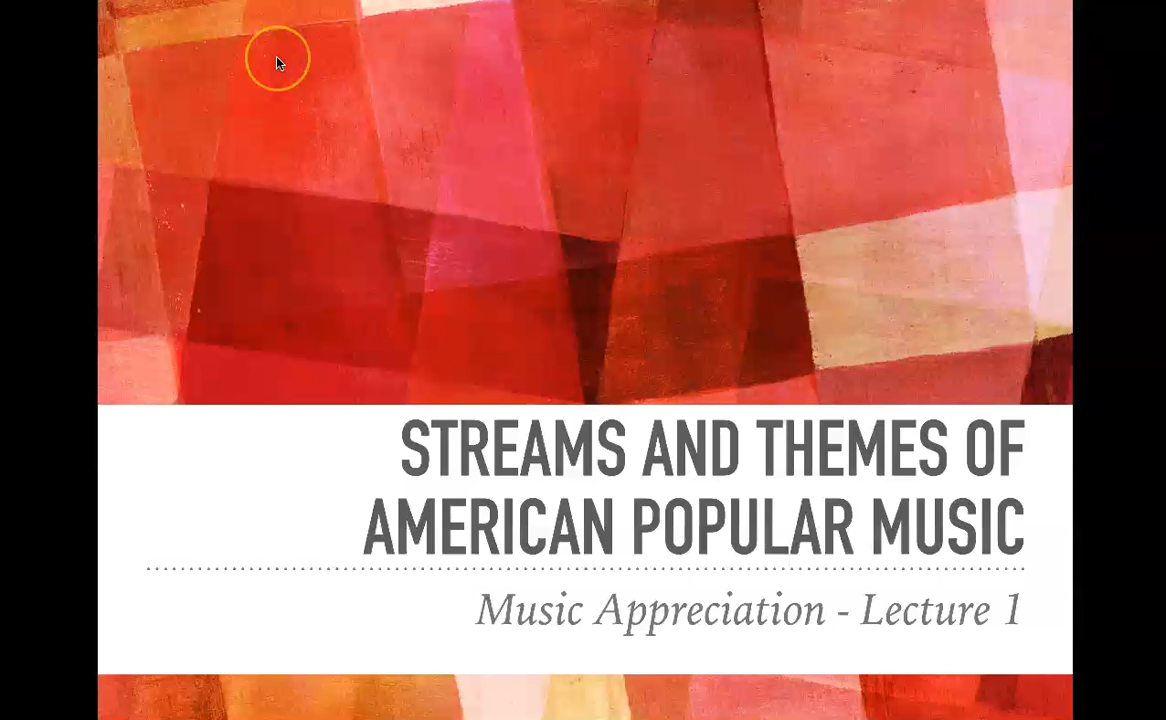 STREAMS AND THEMES OF
AMERICAN POPULAR MUSIC
Music Appreciation - Lecture 1